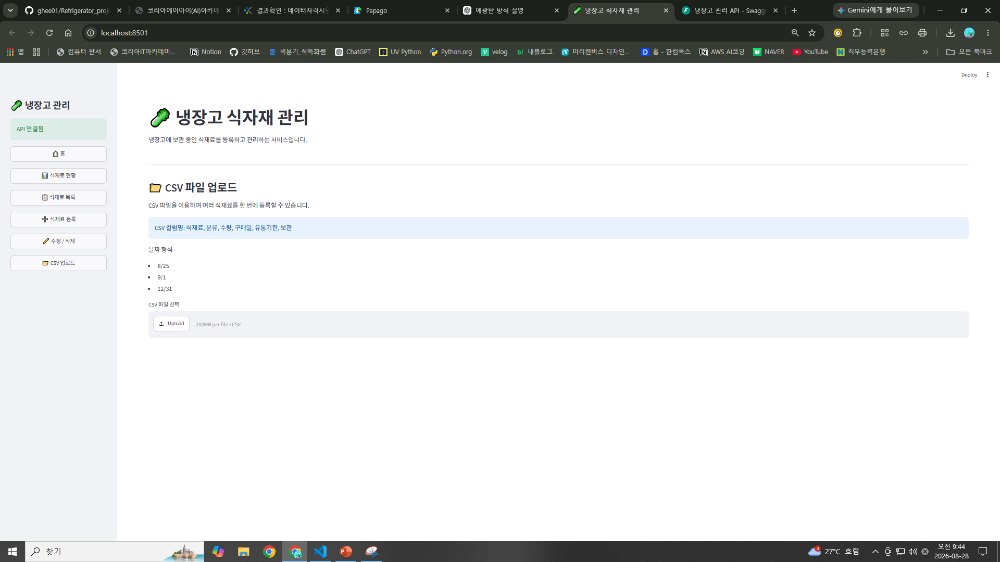 ghee01/Refrigerator_proje
코리아에이아이(AI)아카데
결과확인 : 데이터자격시험
Papago
예광탄 방식 설명
냉장고 식자재 관리
냉장고 관리 API - Swagge
Gemini에게 물어보기
localhost:8501
앱
컴퓨터 판서
코리아IT아카데미...
Notion
깃허브
빅분기_석득화쌤
ChatGPT
UV Python
Python.org
velog
내블로그
미리캔버스 디자인...
홈 - 한컴독스
AWS AI코딩
NAVER
YouTube
직무능력은행
모든 북마크
Deploy
냉장고 관리
API 연결됨
홈
식재료 현황
식재료 목록
식재료 등록
수정 / 삭제
CSV 업로드
냉장고 식자재 관리
냉장고에 보관 중인 식재료를 등록하고 관리하는 서비스입니다.
CSV 파일 업로드
CSV 파일을 이용하여 여러 식재료를 한 번에 등록할 수 있습니다.
CSV 컬럼명: 식재료, 분류, 수량, 구매일, 유통기한, 보관
날짜 형식
8/25
9/1
12/31
CSV 파일 선택
Upload
200MB per file • CSV
찾기
3
27°C 흐림
오전 9:44
2026-08-28